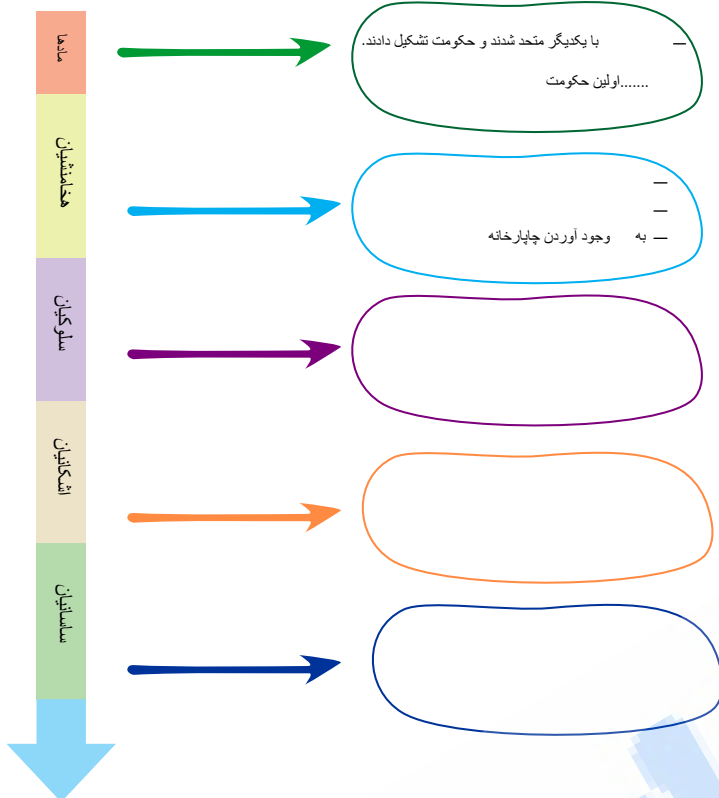 مادها
— با یکدیگر متحد شدند و حکومت تشکیل دادند.
.......اولین حکومت
هخامنشیان
—
—
— به وجود آوردن چاپارخانه
سلوکیان
اشکانیان
ساسانیان